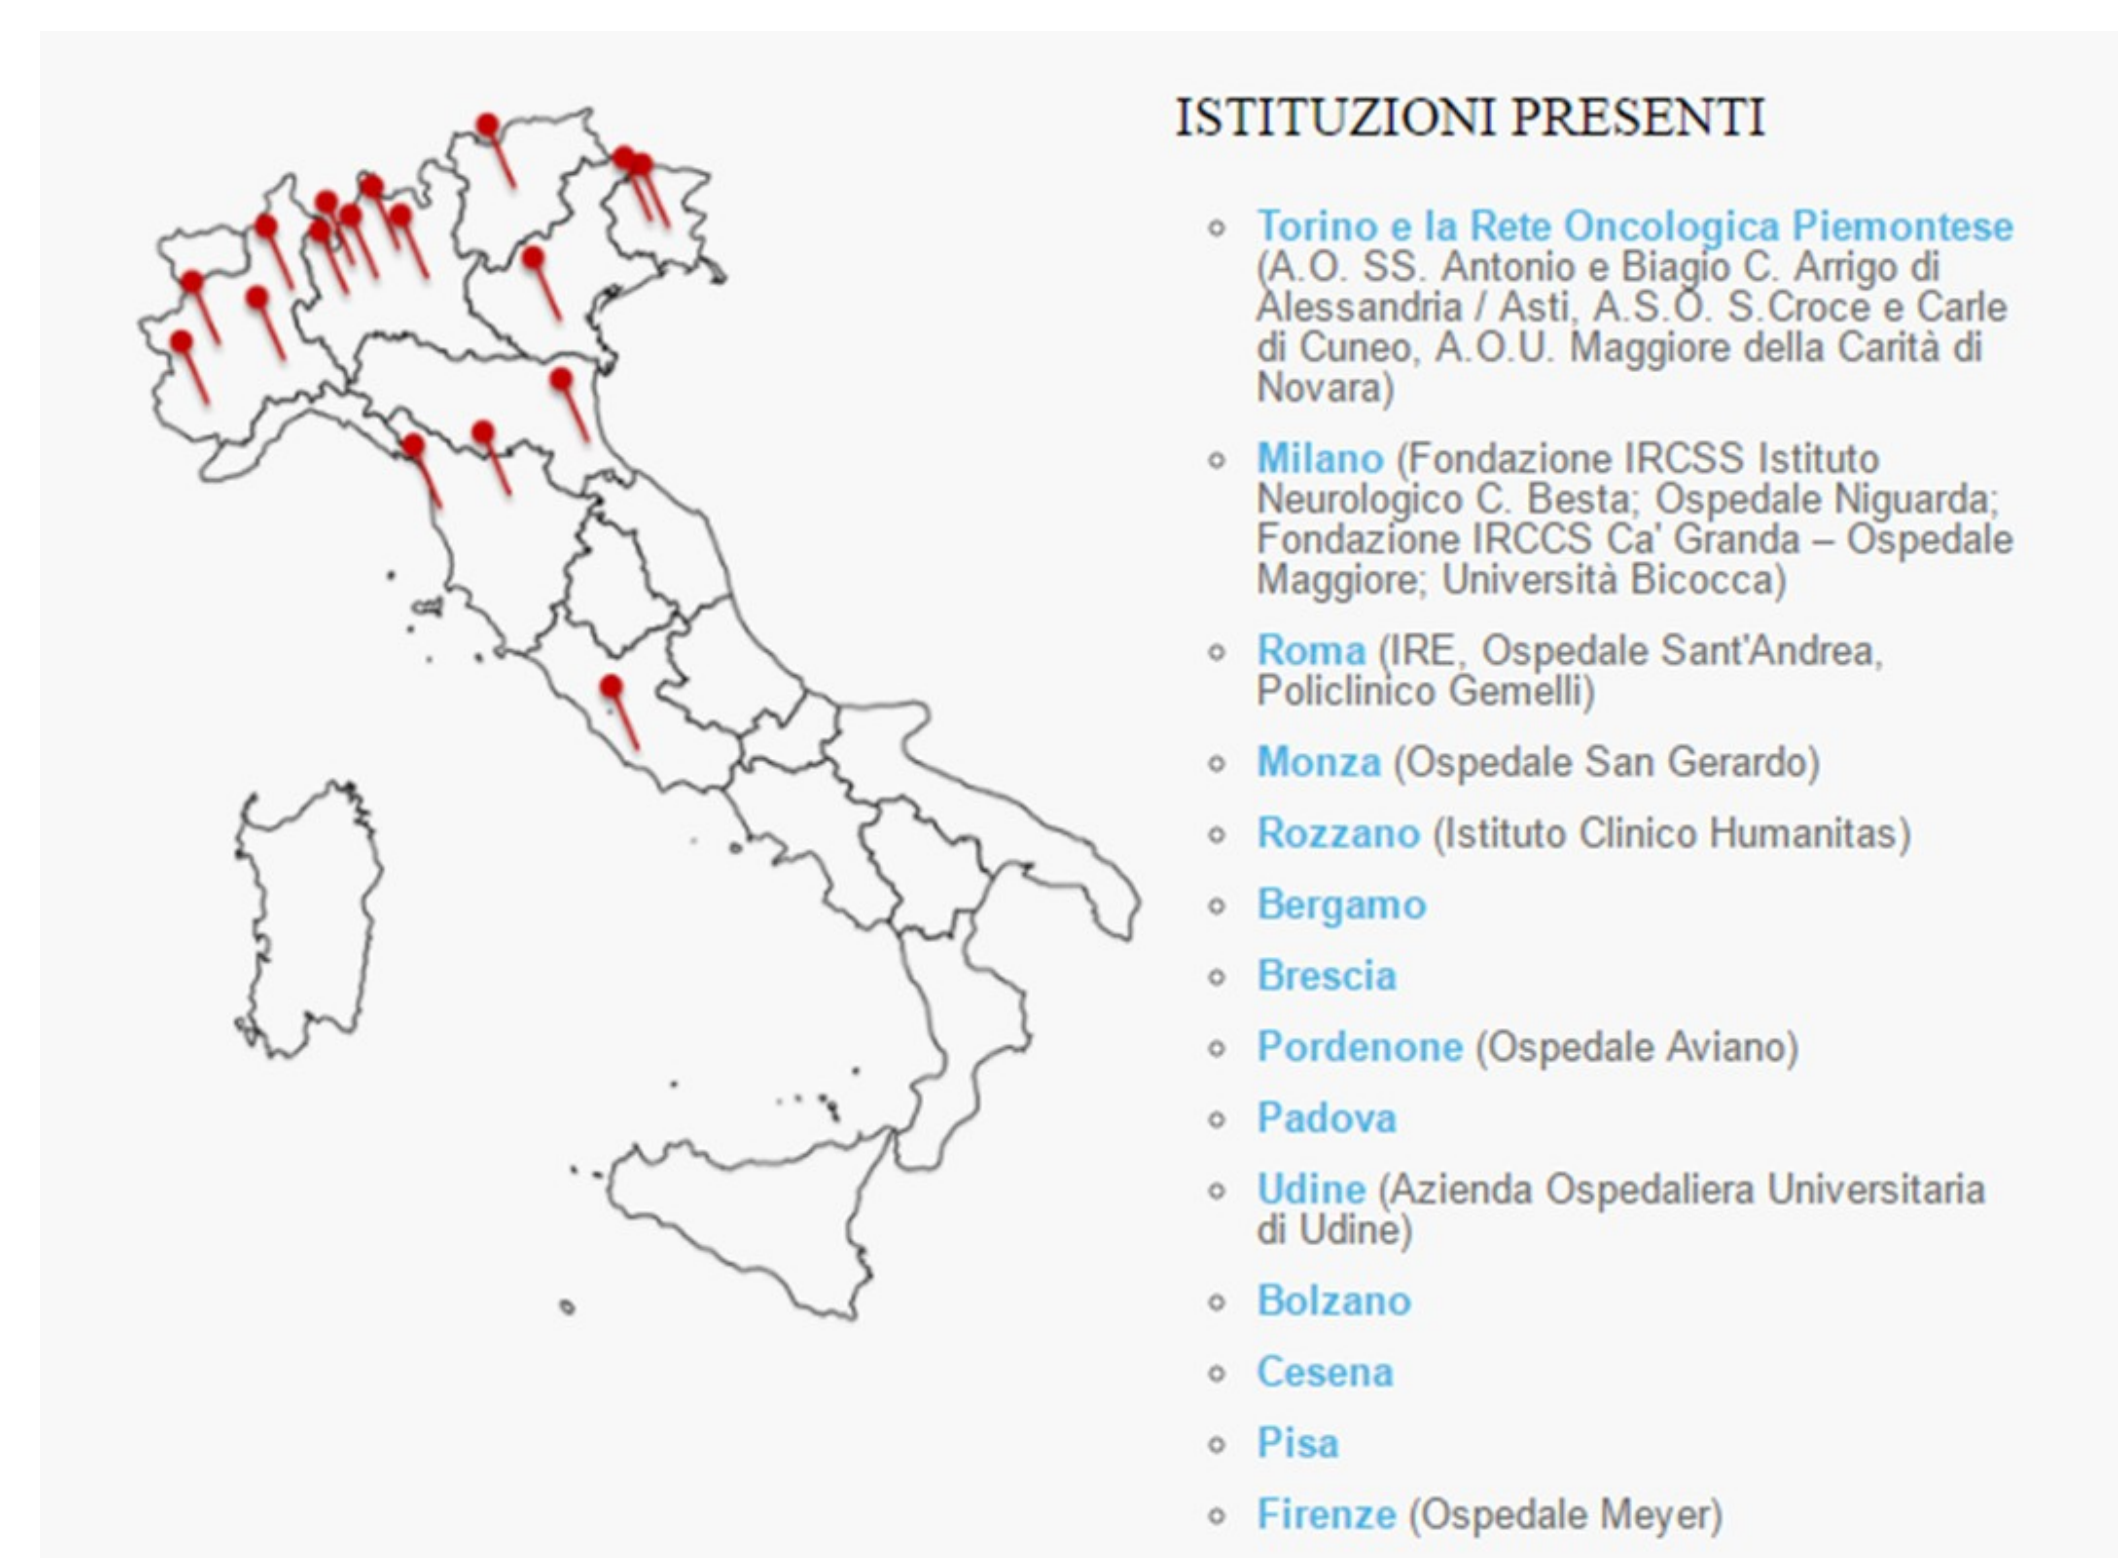 ISTITUZIONI PRESENTI
Torino e la Rete Oncologica Piemontese
(A.O. SS. Antonio e Biagio C. Arrigo di
Alessandria / Asti, A.S.O. S.Croce e Carle
di Cuneo, A.O.U. Maggiore della Carità di
Novara)
Milano (Fondazione IRCSS Istituto
Neurologico C. Besta; Ospedale Niguarda;
Fondazione IRCCS Ca' Granda – Ospedale
Maggiore; Università Bicocca)
Roma (IRE, Ospedale Sant'Andrea,
Policlinico Gemelli)
Monza (Ospedale San Gerardo)
Rozzano (Istituto Clinico Humanitas)
Bergamo
Brescia
Pordenone (Ospedale Aviano)
Padova
Udine (Azienda Ospedaliera Universitaria
di Udine)
Bolzano
Cesena
Pisa
Firenze (Ospedale Meyer)